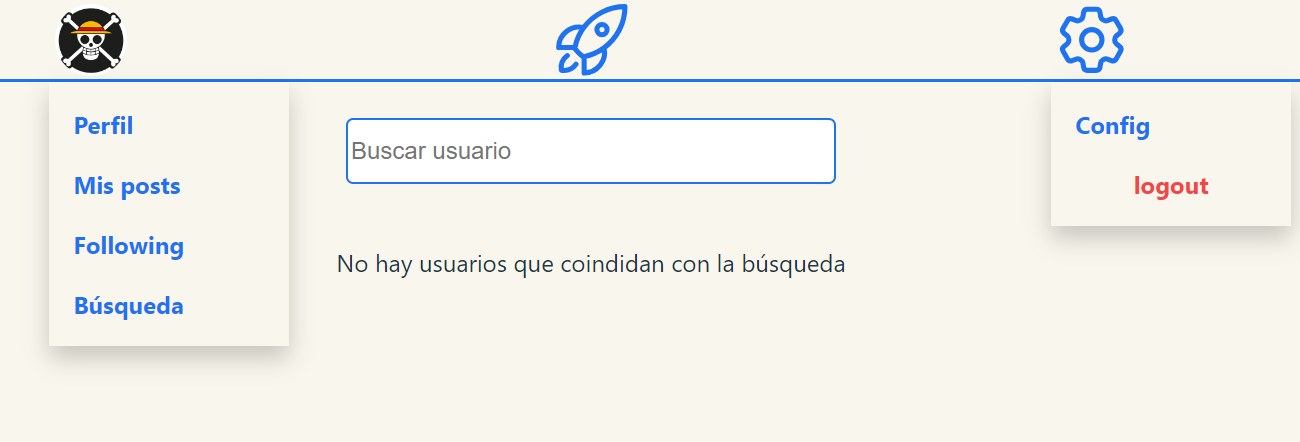 Perfil
Mis posts
Following
Búsqueda
Buscar usuario
No hay usuarios que coindidan con la búsqueda
Config
logout